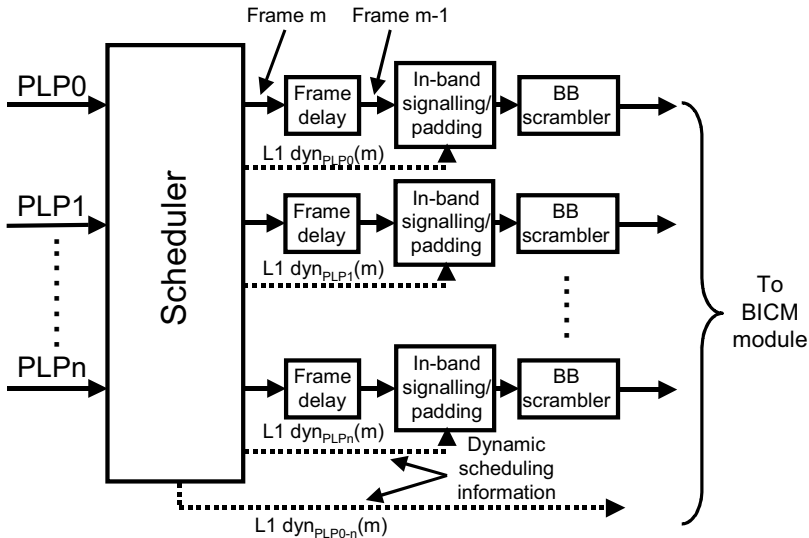 Frame m
Frame m-1
PLP0
Frame
delay
In-band
signalling/
padding
BB
scrambler
L1 dynPLP0(m)
PLP1
Frame
delay
In-band
signalling/
padding
BB
scrambler
L1 dynPLP1(m)
Scheduler
To
BICM
module
PLPn
Frame
delay
In-band
signalling/
padding
BB
scrambler
L1 dynPLPn(m)
Dynamic
scheduling
information
L1 dynPLP0-n(m)